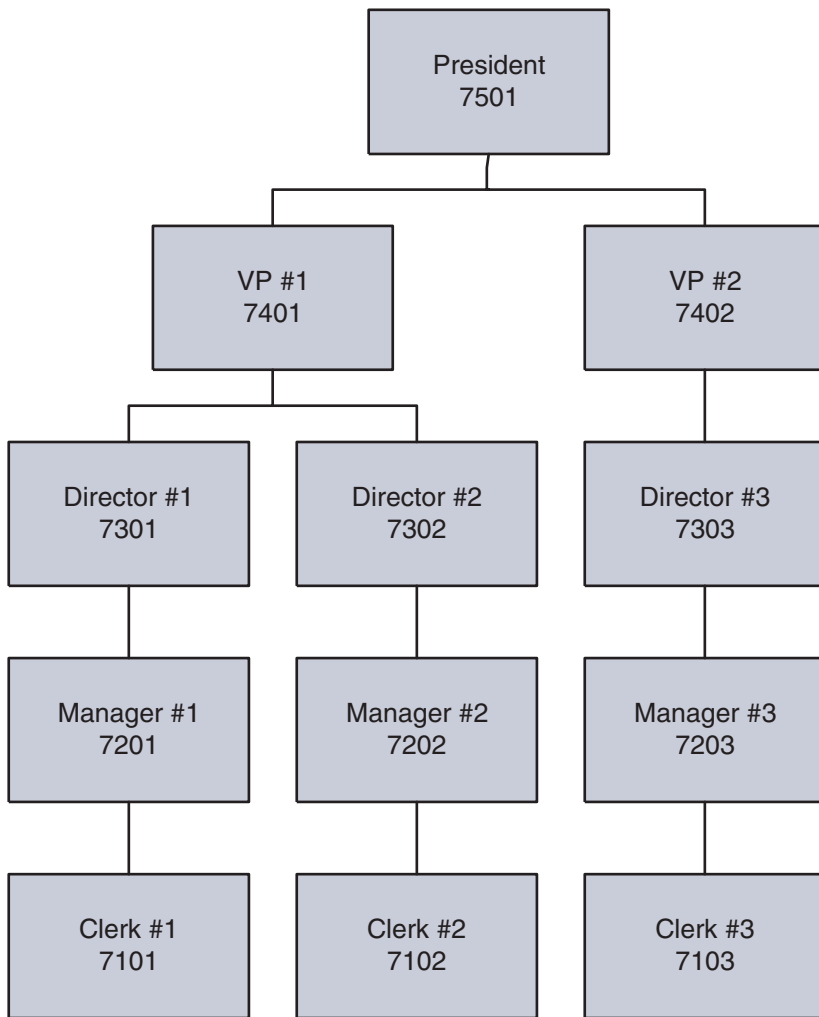 President
7501
VP #1
7401
VP #2
7402
Director #1
7301
Director #2
7302
Director #3
7303
Manager #1
7201
Manager #2
7202
Manager #3
7203
Clerk #1
7101
Clerk #2
7102
Clerk #3
7103